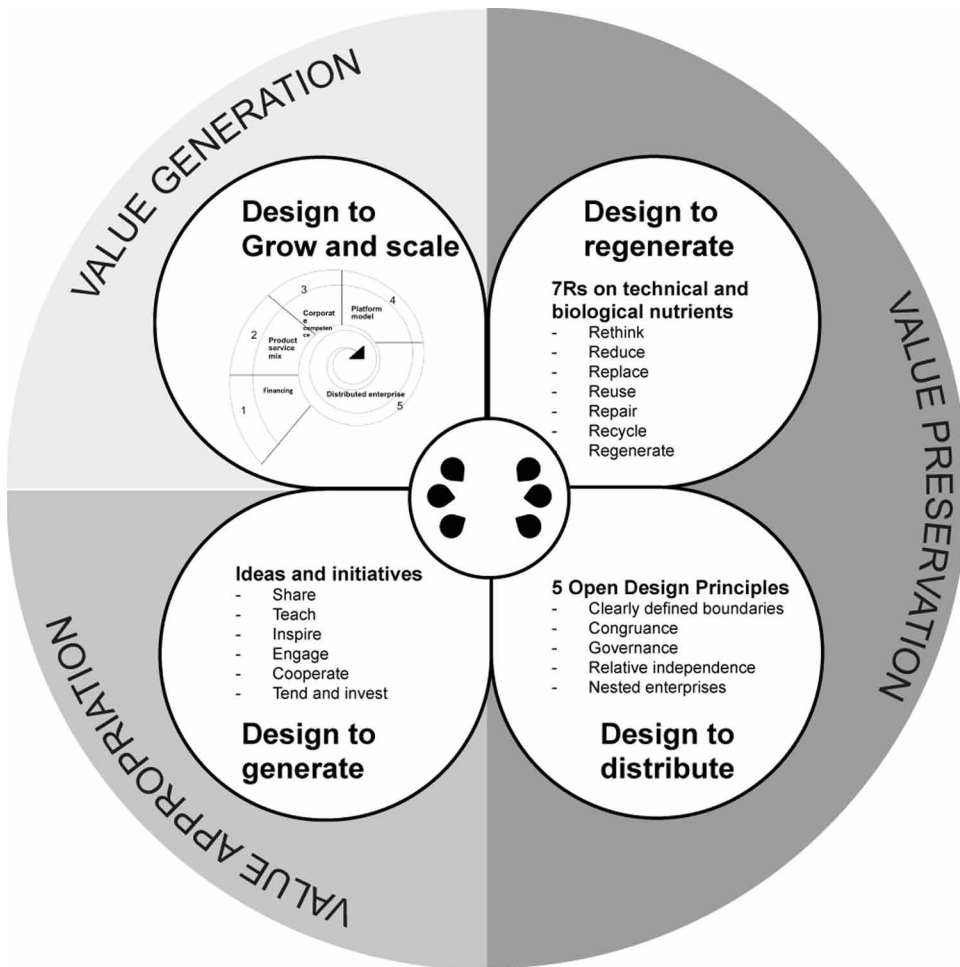 VALUE GENERATION
Design to
Grow and scale
3
Corporat
e
competen
ce
Platform
model
4
2
Product
service
mix
Financing
1
Distributed enterprise
5
Design to
regenerate
7Rs on technical and
biological nutrients
- Rethink
- Reduce
- Replace
- Reuse
- Repair
- Recycle
Regenerate
VALUE PRESERVATION
Ideas and initiatives
- Share
- Teach
- Inspire
- Engage
- Cooperate
- Tend and invest
Design to
generate
VALUE APPPROPRIATION
5 Open Design Principles
- Clearly defined boundaries
- Congruance
- Governance
- Relative independence
- Nested enterprises
Design to
distribute